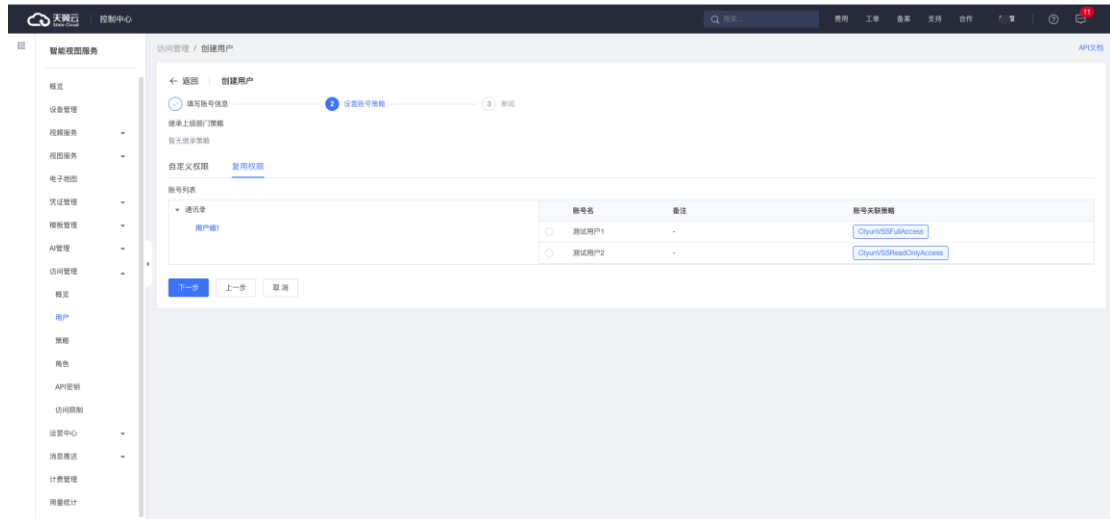 天翼云 State Cloud 控制中心 搜索... 费用 工单 备案 支持 合作 11
智能视图服务
访问管理 / 创建用户 API文档
概览
设备管理
视频服务
视图服务
电子地图
凭证管理
模板管理
AI管理
访问管理
概览
用户
策略
角色
API密钥
访问限制
运营中心
消息推送
计费管理
用量统计
← 返回 创建用户
填写账号信息 2 设置账号策略 3 审阅
继承上级部门策略
暂无继承策略
自定义权限 复用权限
账号列表
通讯录
用户组1
账号名 备注 账号关联策略
测试用户1 - CtyunVSSFullAccess
测试用户2 - CtyunVSSReadOnlyAccess
下一步 上一步 取消